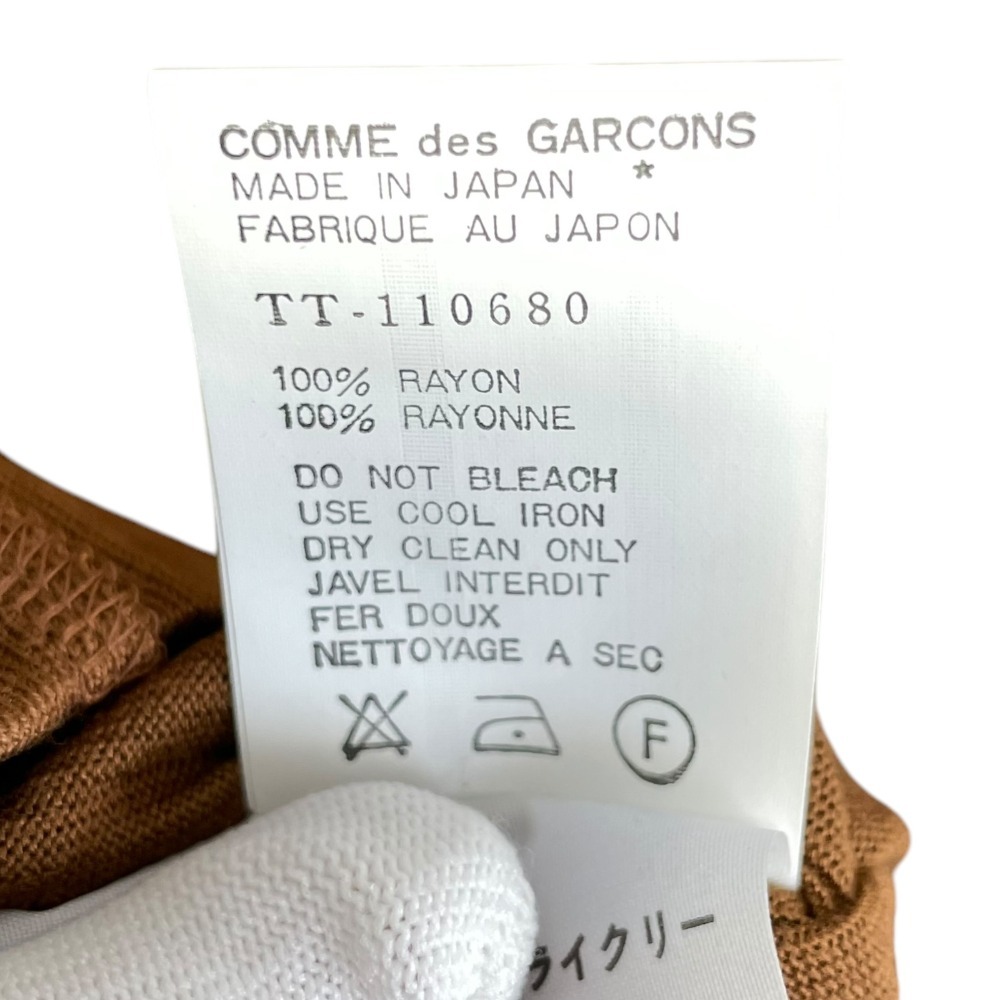 COMME des GARCONS
*
MADE IN JAPAN
FABRIQUE AU JAPON
TT-110680
100% RAYON
100% RAYONNE
DO NOT BLEACH
USE COOL IRON
DRY CLEAN ONLY
JAVEL INTERDIT
FER DOUX
NETTOYAGE A SEC
F
ライクリー